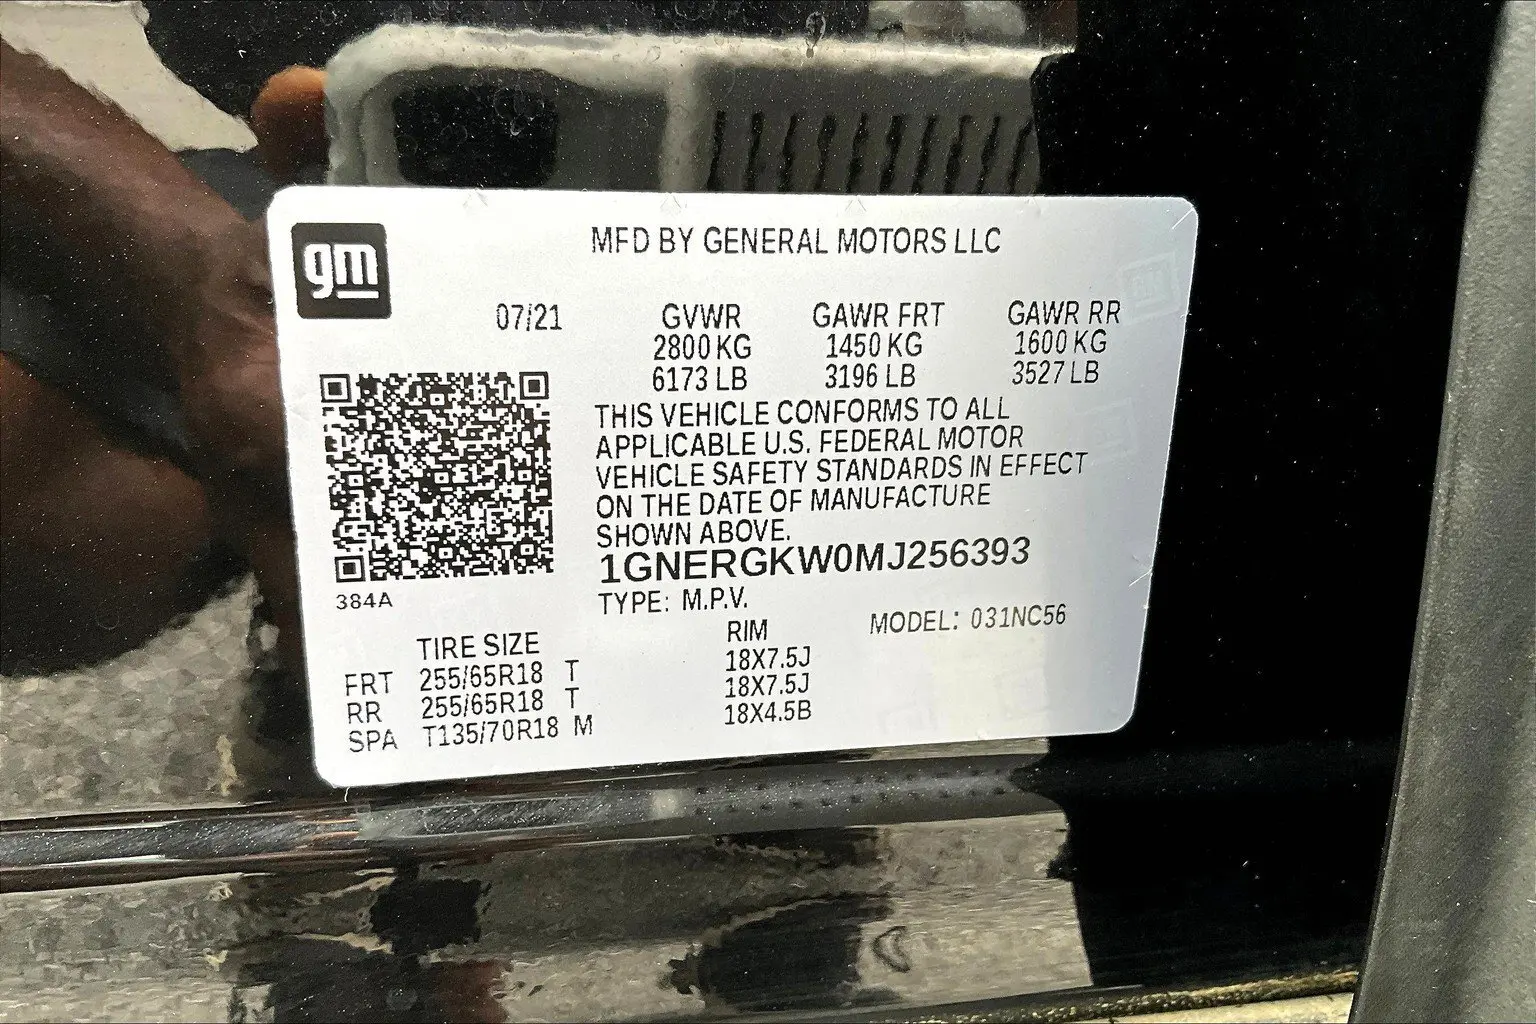 gm
MFD BY GENERAL MOTORS LLC
07/21 GVWR GAWR FRT GAWR RR
2800 KG 1450 KG 1600 KG
6173 LB 3196 LB 3527 LB
THIS VEHICLE CONFORMS TO ALL
APPLICABLE U.S. FEDERAL MOTOR
VEHICLE SAFETY STANDARDS IN EFFECT
ON THE DATE OF MANUFACTURE
SHOWN ABOVE.
1GNERGKW0MJ256393
384A
TYPE: M.P.V.
MODEL: 031NC56
TIRE SIZE RIM
FRT 255/65R18 T 18X7.5J
RR 255/65R18 T 18X7.5J
SPA T135/70R18 M 18X4.5B